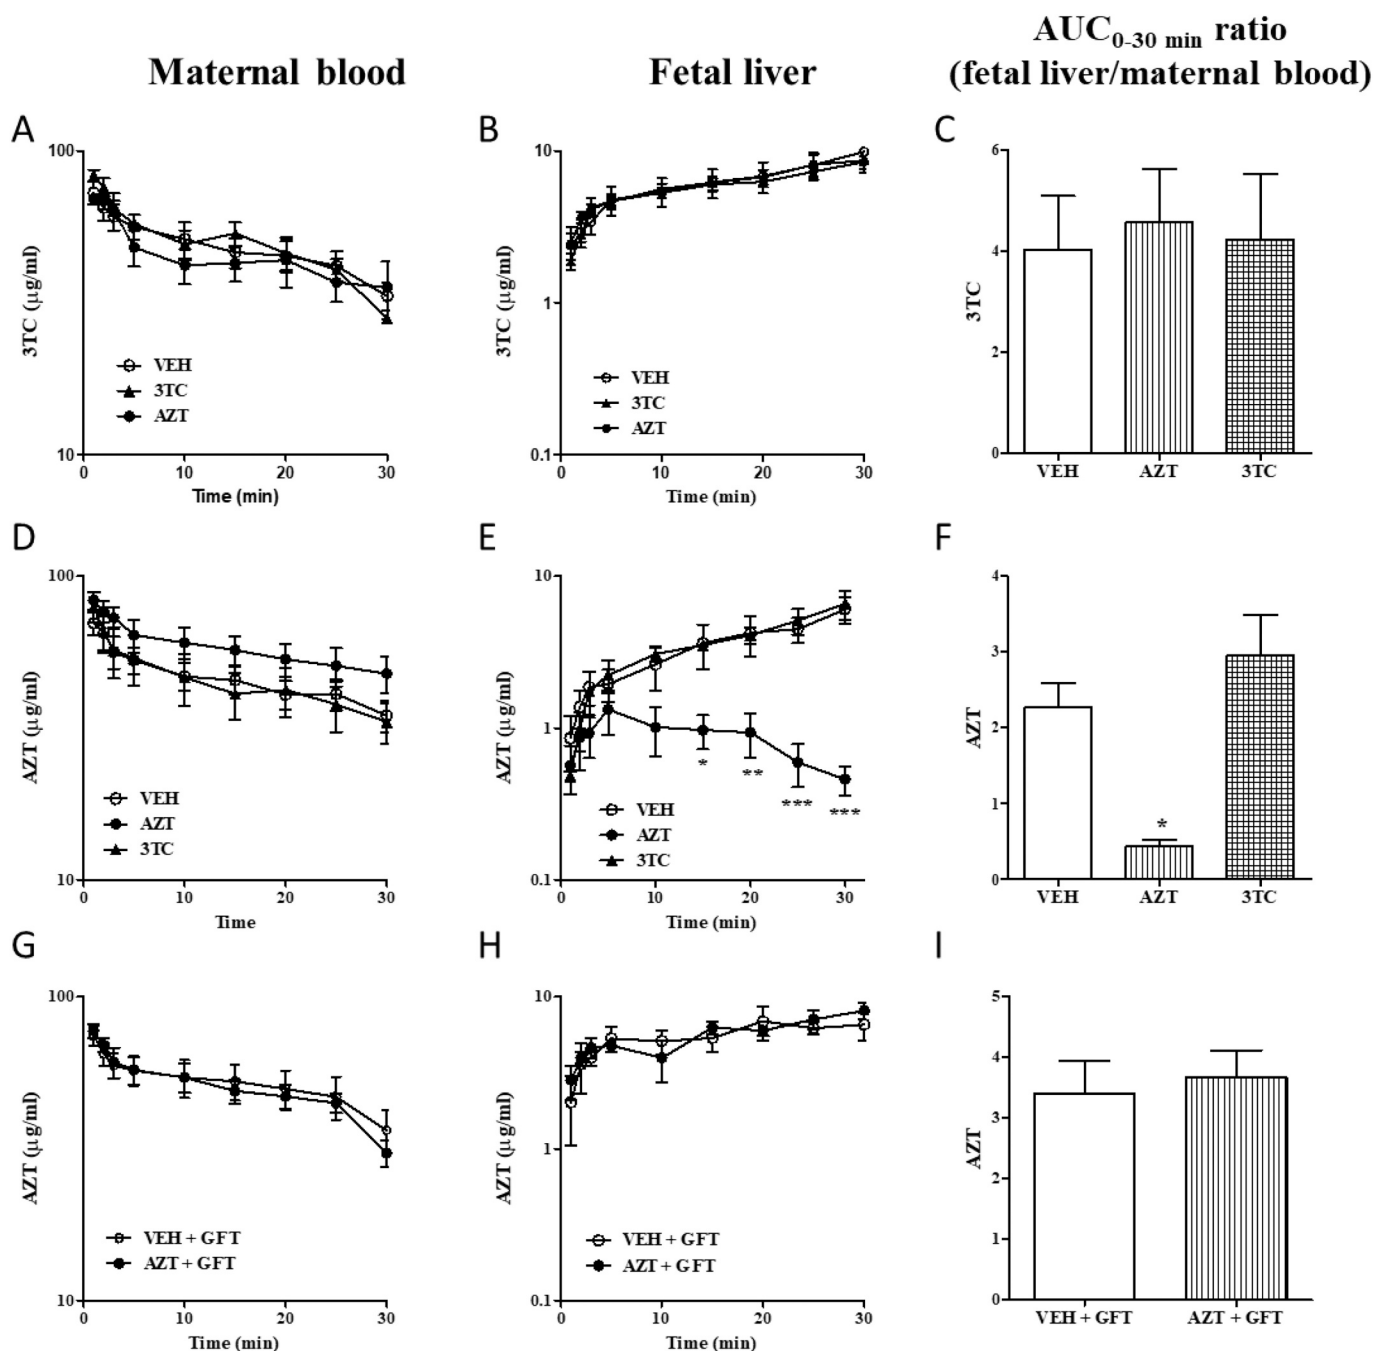 AUC0-30 min ratio
Maternal blood
Fetal liver
(fetal liver/maternal blood)
A
100
10
3TC (µg/ml)
VEH
3TC
AZT
0
10
20
30
Time (min)
B
10
1
0.1
3TC (µg/ml)
VEH
3TC
AZT
0
10
20
30
Time (min)
C
6
4
2
0
3TC
VEH
AZT
3TC
D
100
10
AZT (µg/ml)
VEH
AZT
3TC
0
10
20
30
Time
E
10
1
0.1
AZT (µg/ml)
*
**
***
***
VEH
AZT
3TC
0
10
20
30
Time (min)
F
4
3
2
1
0
AZT
*
VEH
AZT
3TC
G
100
10
AZT (µg/ml)
VEH + GFT
AZT + GFT
0
10
20
30
Time (min)
H
10
1
0.1
AZT (µg/ml)
VEH + GFT
AZT + GFT
0
10
20
30
Time (min)
I
5
4
3
2
1
0
AZT
VEH + GFT
AZT + GFT